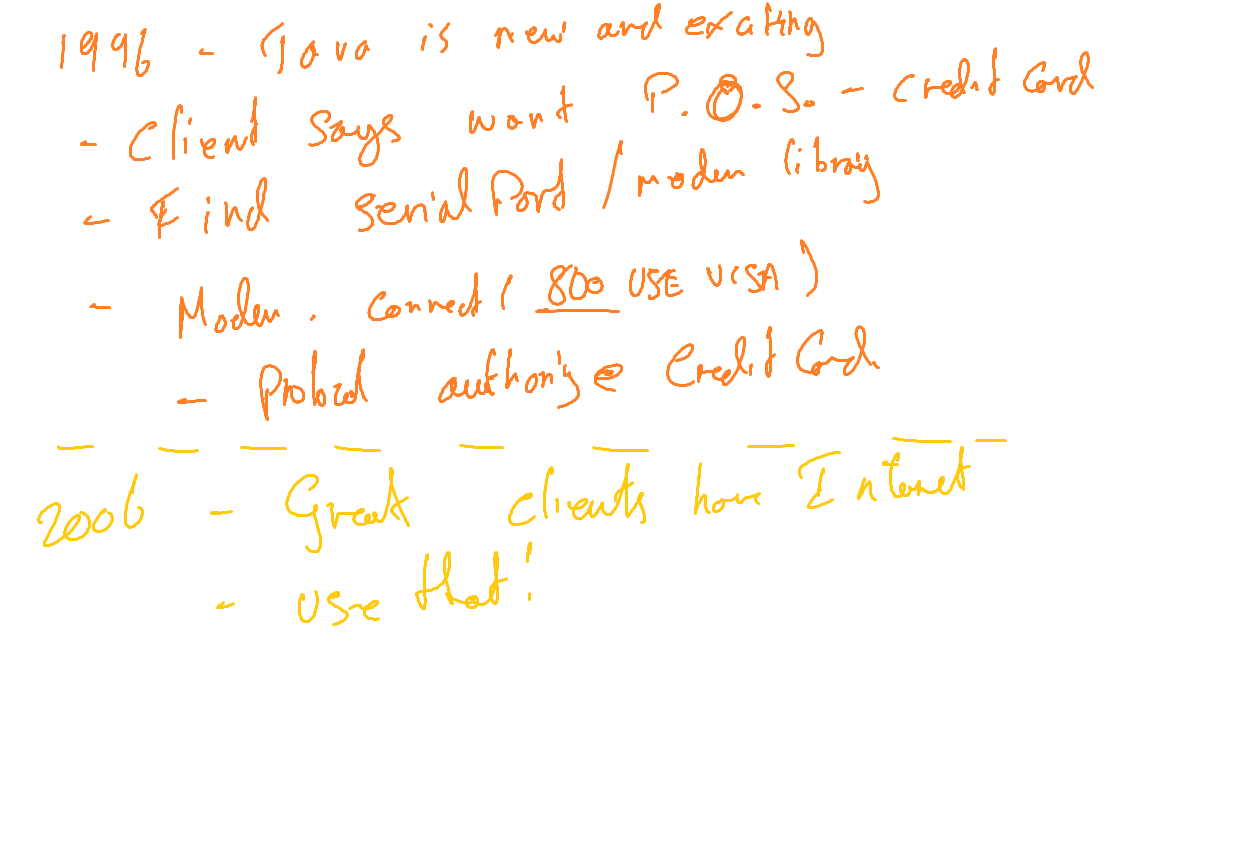 1996 - Java is new and exciting
- Client says want P.O.S. - credit card
- Find serial Port / modem library
- Modem . connect ( 800 USE VISA )
- Protocol authorize Credit Card
2006 - Great clients have Internet
- use that!